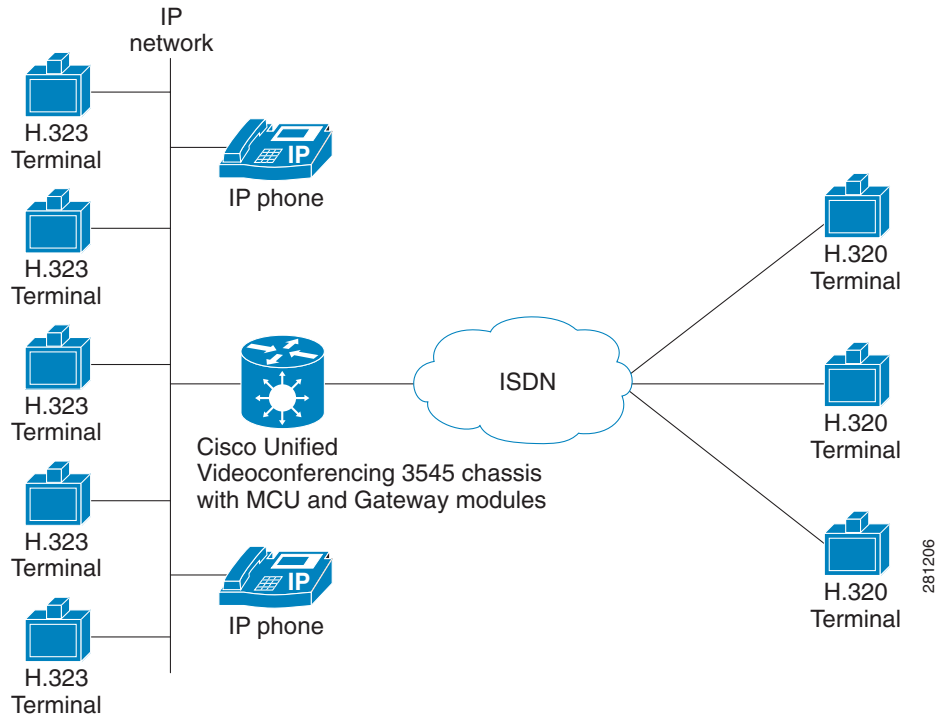 IP
network
H.323
Terminal
IP
IP phone
H.323
Terminal
H.320
Terminal
H.323
Terminal
ISDN
Cisco Unified
Videoconferencing 3545 chassis
with MCU and Gateway modules
H.320
Terminal
H.323
Terminal
IP
IP phone
H.320
Terminal
H.323
Terminal
281206